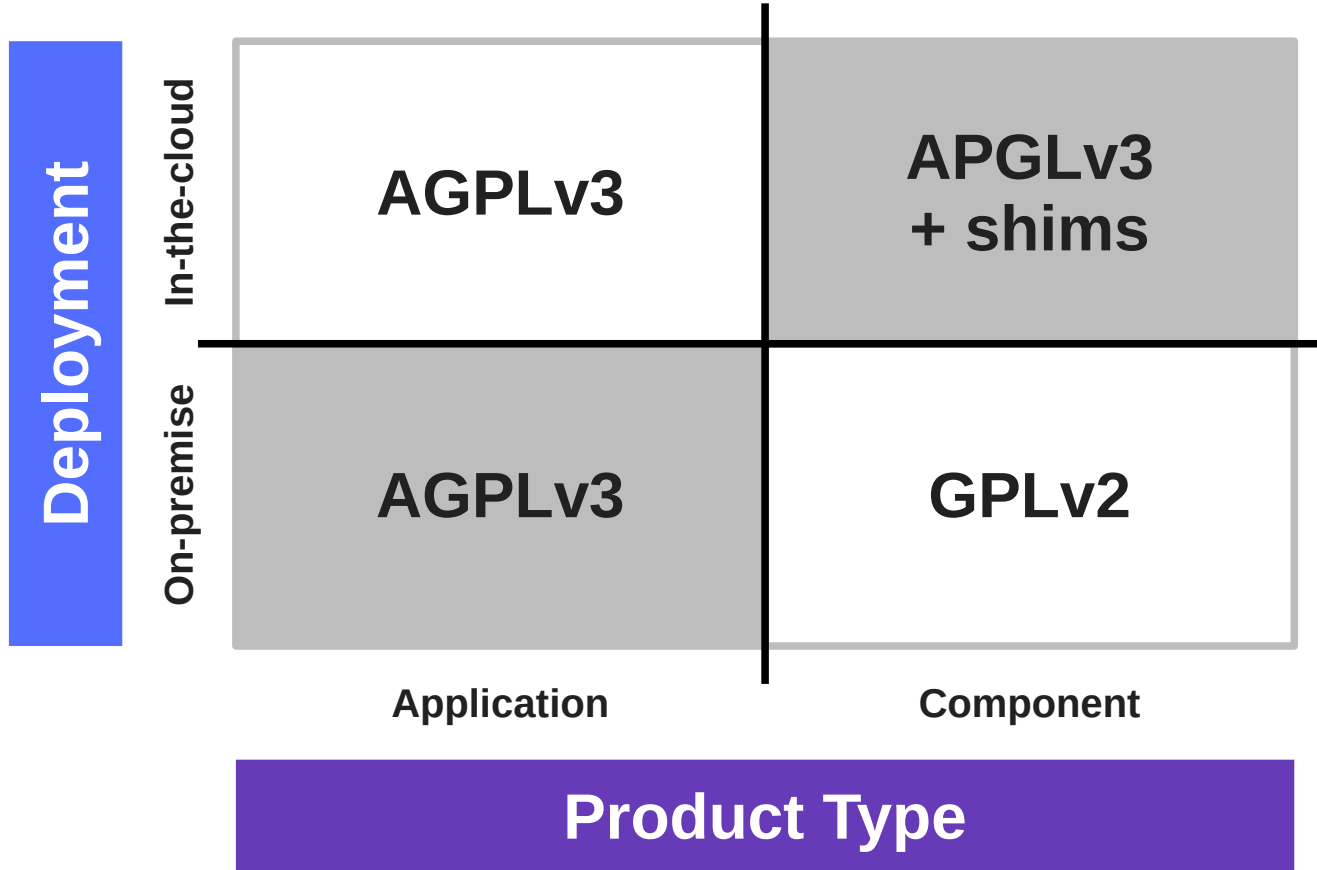 Deployment
In-the-cloud
AGPLv3
APGLv3
+ shims
On-premise
AGPLv3
GPLv2
Application
Component
Product Type